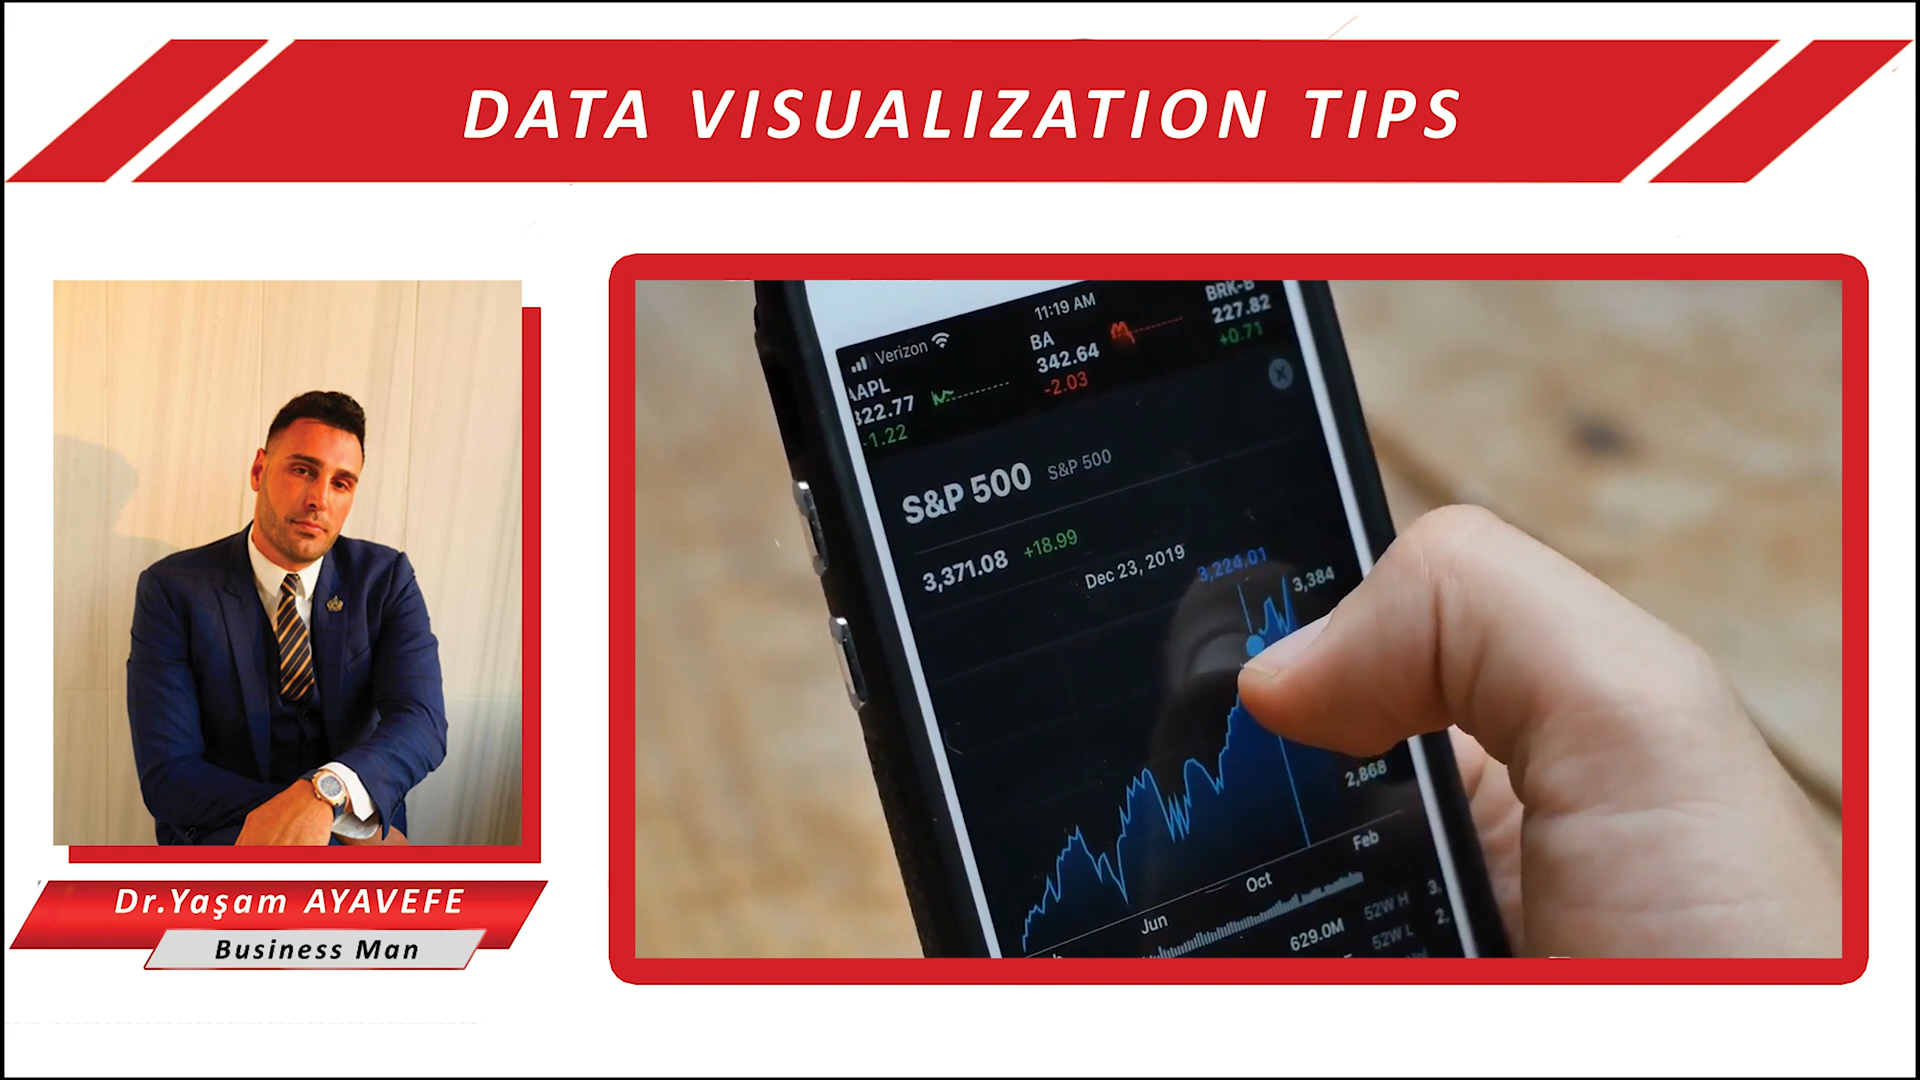 DATA VISUALIZATION TIPS
Dr.Yaşam AYAVEFE
Business Man
Verizon
11:19 AM
AAPL
322.77
-1.22
BA
342.64
-2.03
BRK-B
227.82
+0.71
S&P 500 S&P 500
3,371.08 +18.99
Dec 23, 2019 3,224.01
3,384
2,868
Jun Oct Feb
629.0M
52W H
52W L